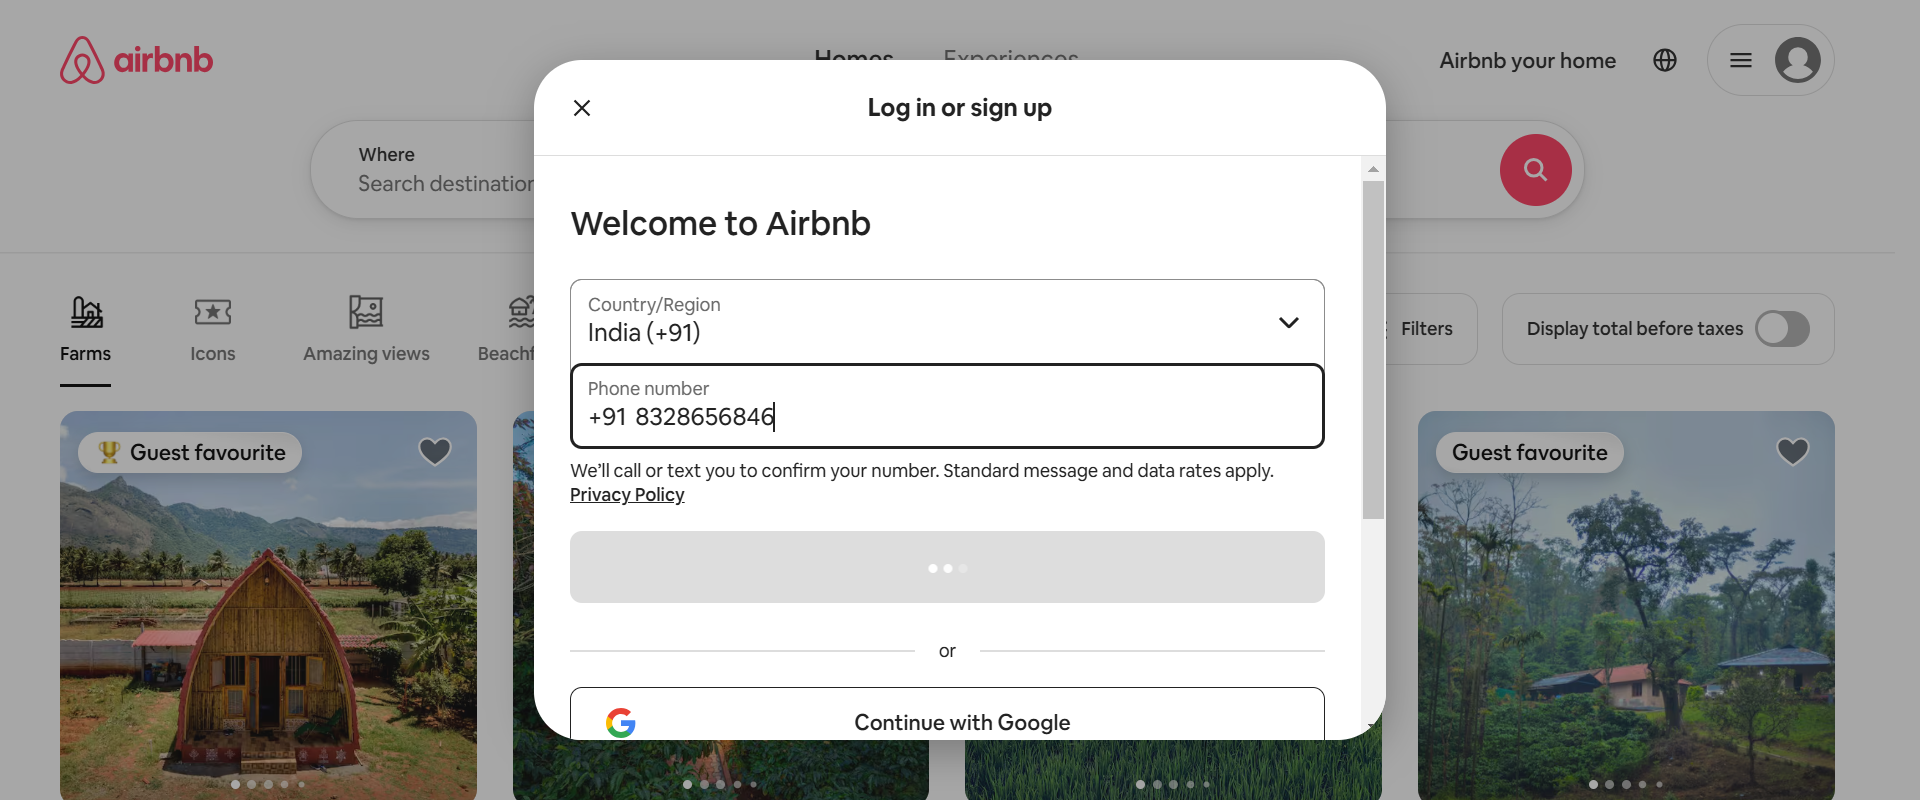 airbnb
Homes
Experiences
Airbnb your home
Log in or sign up
Where
Search destination
Welcome to Airbnb
Country/Region
India (+91)
Phone number
+91 8328656846
We'll call or text you to confirm your number. Standard message and data rates apply.
Privacy Policy
or
Continue with Google
Farms
Icons
Amazing views
Beachf
Filters
Display total before taxes
Guest favourite
Guest favourite